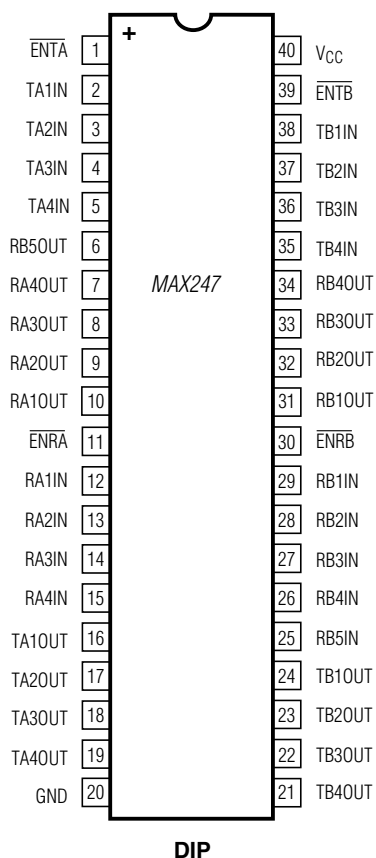 ENTA 1 + 40 VCC
TA1IN 2 39 ENTB
TA2IN 3 38 TB1IN
TA3IN 4 37 TB2IN
TA4IN 5 36 TB3IN
RB5OUT 6 35 TB4IN
RA4OUT 7 MAX247 34 RB4OUT
RA3OUT 8 33 RB3OUT
RA2OUT 9 32 RB2OUT
RA1OUT 10 31 RB1OUT
ENRA 11 30 ENRB
RA1IN 12 29 RB1IN
RA2IN 13 28 RB2IN
RA3IN 14 27 RB3IN
RA4IN 15 26 RB4IN
TA1OUT 16 25 RB5IN
TA2OUT 17 24 TB1OUT
TA3OUT 18 23 TB2OUT
TA4OUT 19 22 TB3OUT
GND 20 21 TB4OUT
DIP